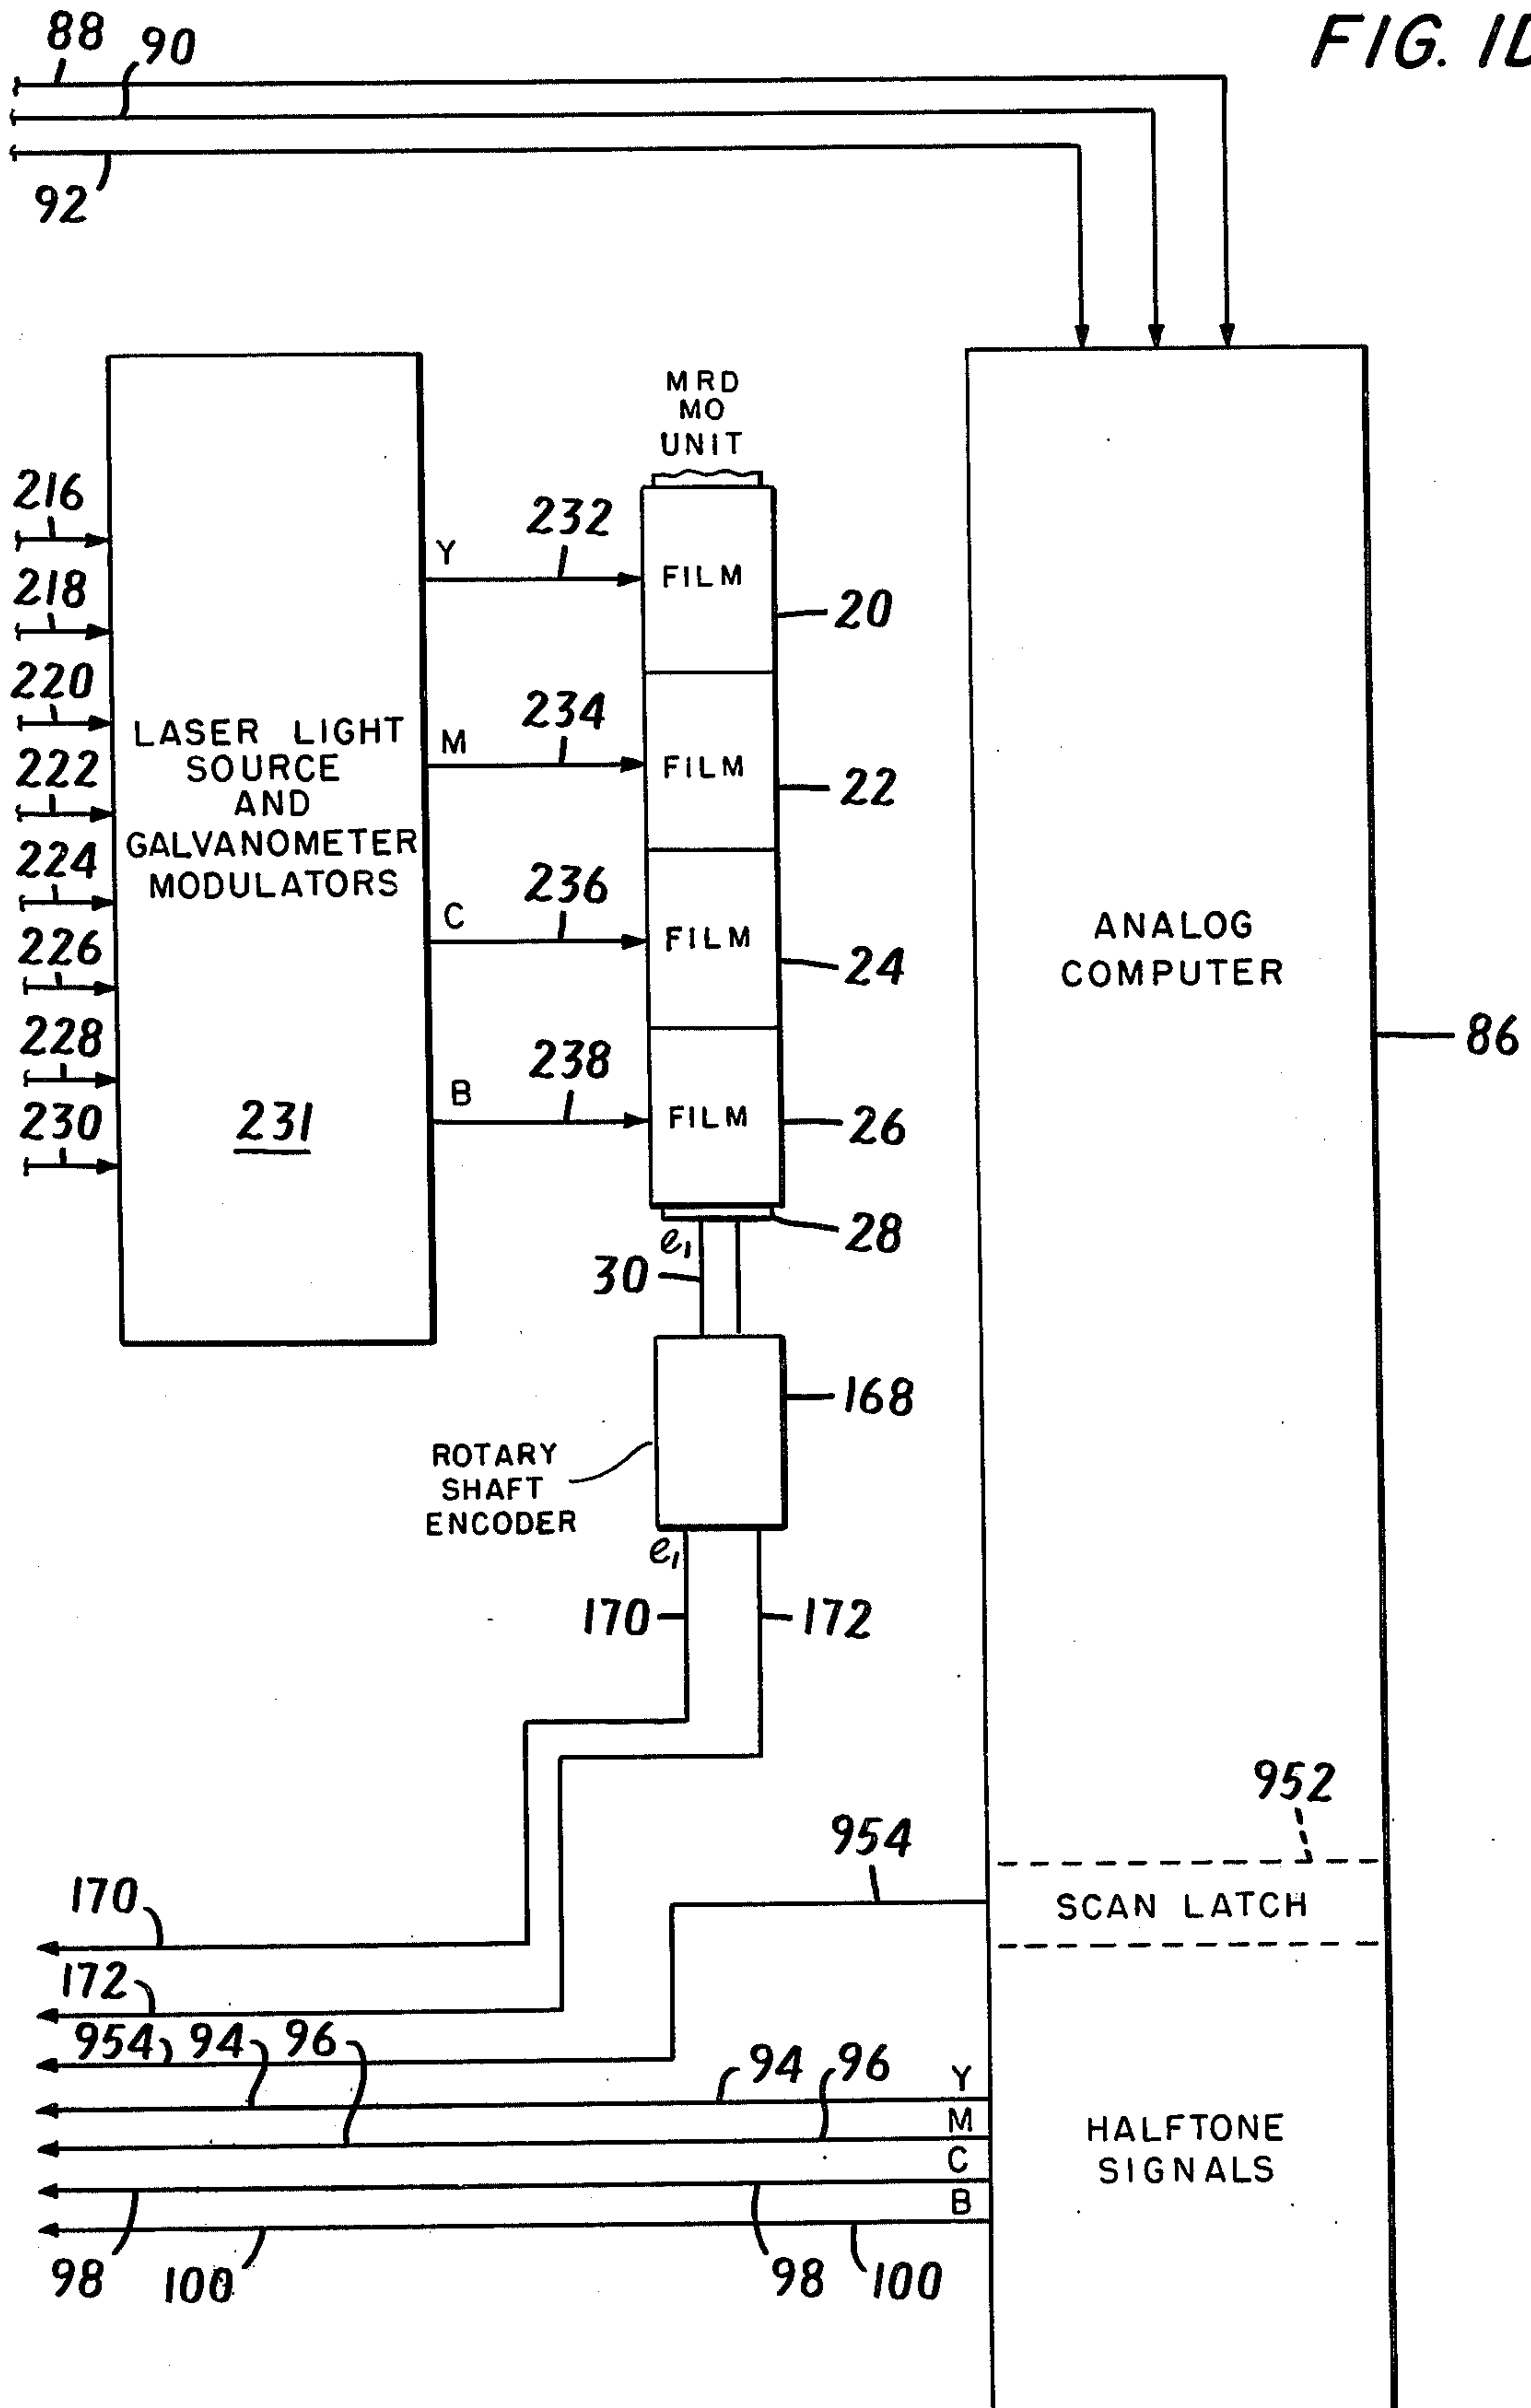 FIG. 1D
88
90
92
MRD
MO
UNIT
216
218
220
222
224
226
228
230
LASER LIGHT
SOURCE
AND
GALVANOMETER
MODULATORS
231
Y
232
FILM
20
M
234
FILM
22
C
236
FILM
24
B
238
FILM
26
28
e₁
30
168
ROTARY
SHAFT
ENCODER
e₁
170
172
ANALOG
COMPUTER
86
952
954
SCAN LATCH
170
172
954
94
96
94
96
Y
M
C
B
HALFTONE
SIGNALS
98
100
98
100